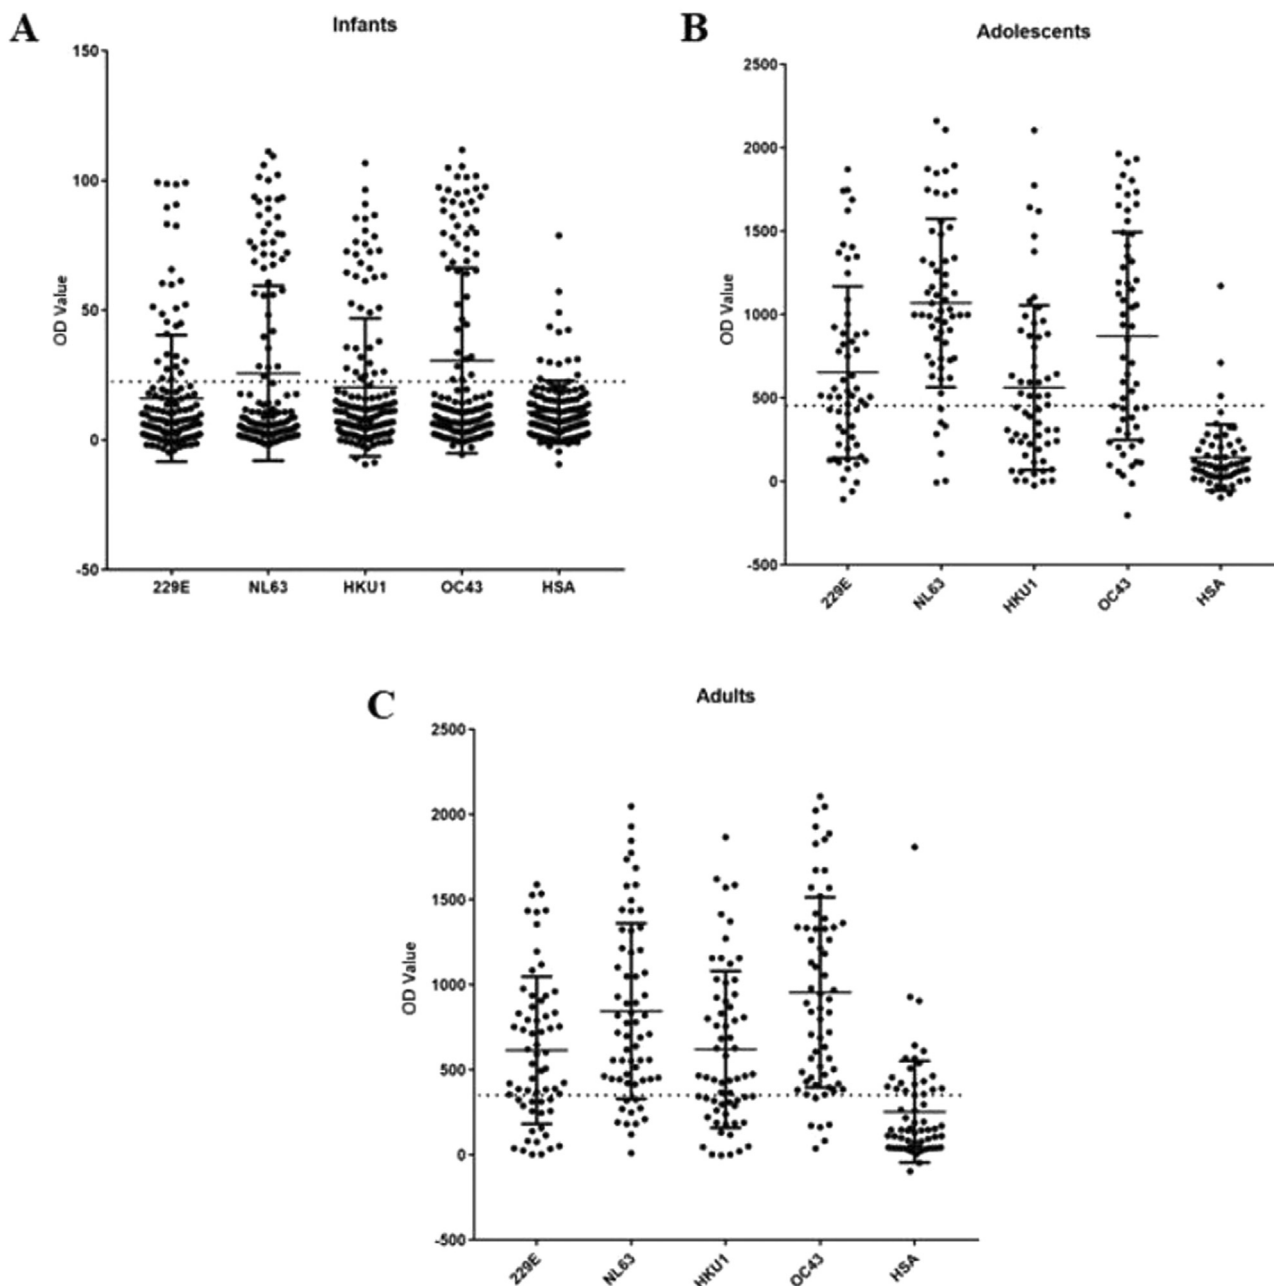 A
Infants
150
100
50
0
-50
OD Value
229E
NL63
HKU1
OC43
HSA
B
Adolescents
2500
2000
1500
1000
500
0
-500
OD Value
229E
NL63
HKU1
OC43
HSA
C
Adults
2500
2000
1500
1000
500
0
-500
OD Value
229E
NL63
HKU1
OC43
HSA